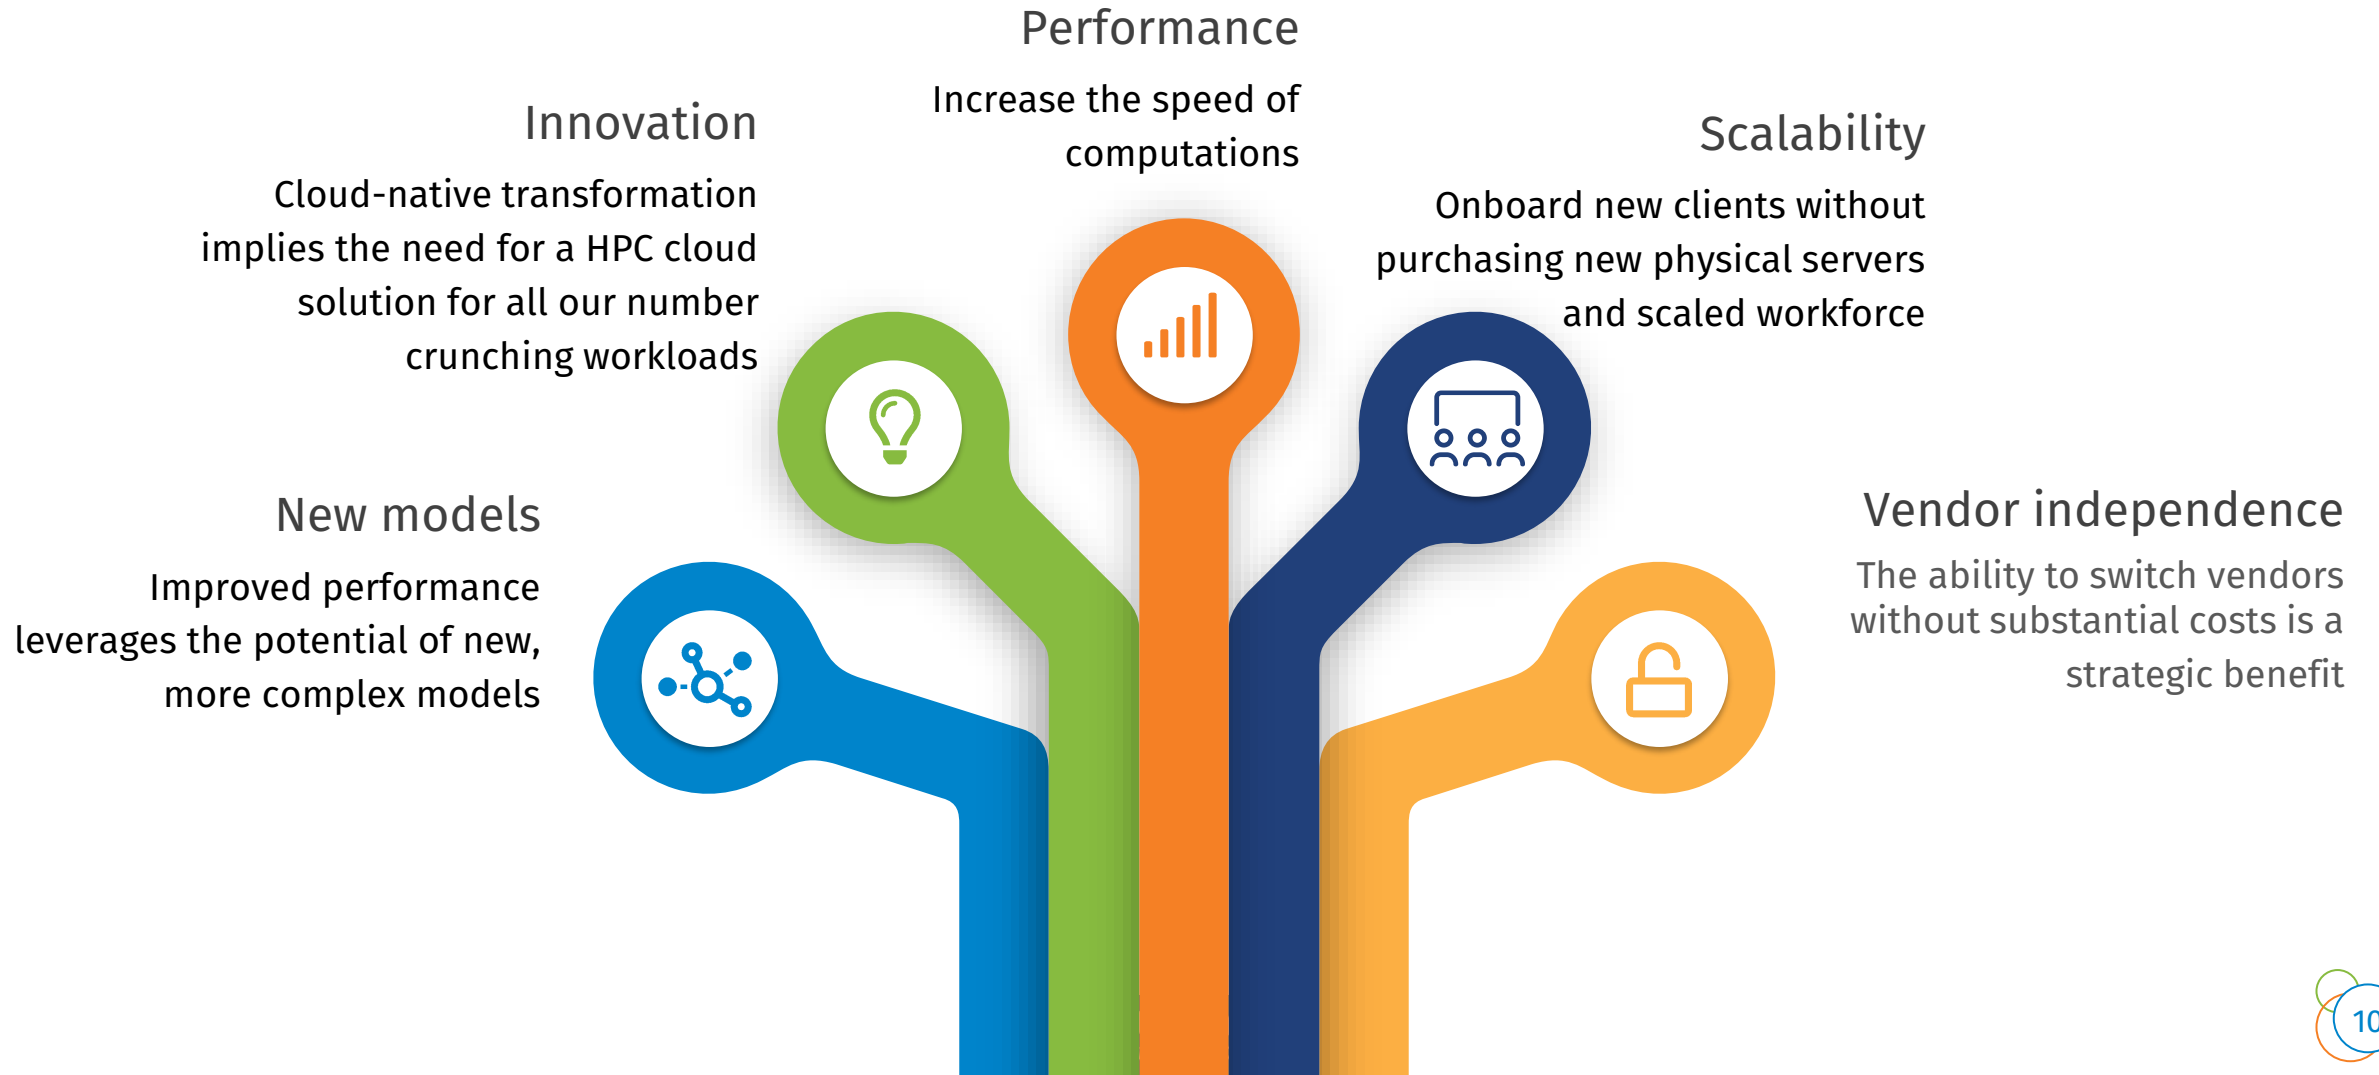 Performance
Increase the speed of
computations
Innovation
Cloud-native transformation
implies the need for a HPC cloud
solution for all our number
crunching workloads
Scalability
Onboard new clients without
purchasing new physical servers
and scaled workforce
New models
Improved performance
leverages the potential of new,
more complex models
Vendor independence
The ability to switch vendors
without substantial costs is a
strategic benefit
10